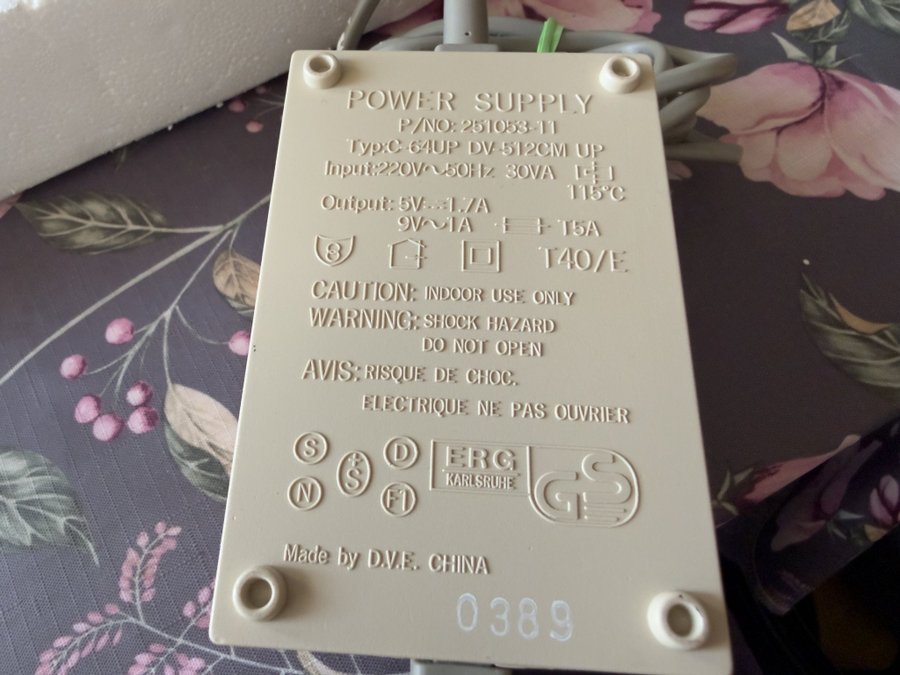 POWER SUPPLY
P/NO: 251053-11
Typ:C-64UP DV-512CM UP
Input:220V~50Hz 30VA
115°C
Output: 5V⎓1.7A
9V~1A T5A
8 T40/E
CAUTION: INDOOR USE ONLY
WARNING: SHOCK HAZARD
DO NOT OPEN
AVIS: RISQUE DE CHOC.
ELECTRIQUE NE PAS OUVRIER
S D ERG
+S KARLSRUHE GS
N FI
Made by D.V.E. CHINA
0389